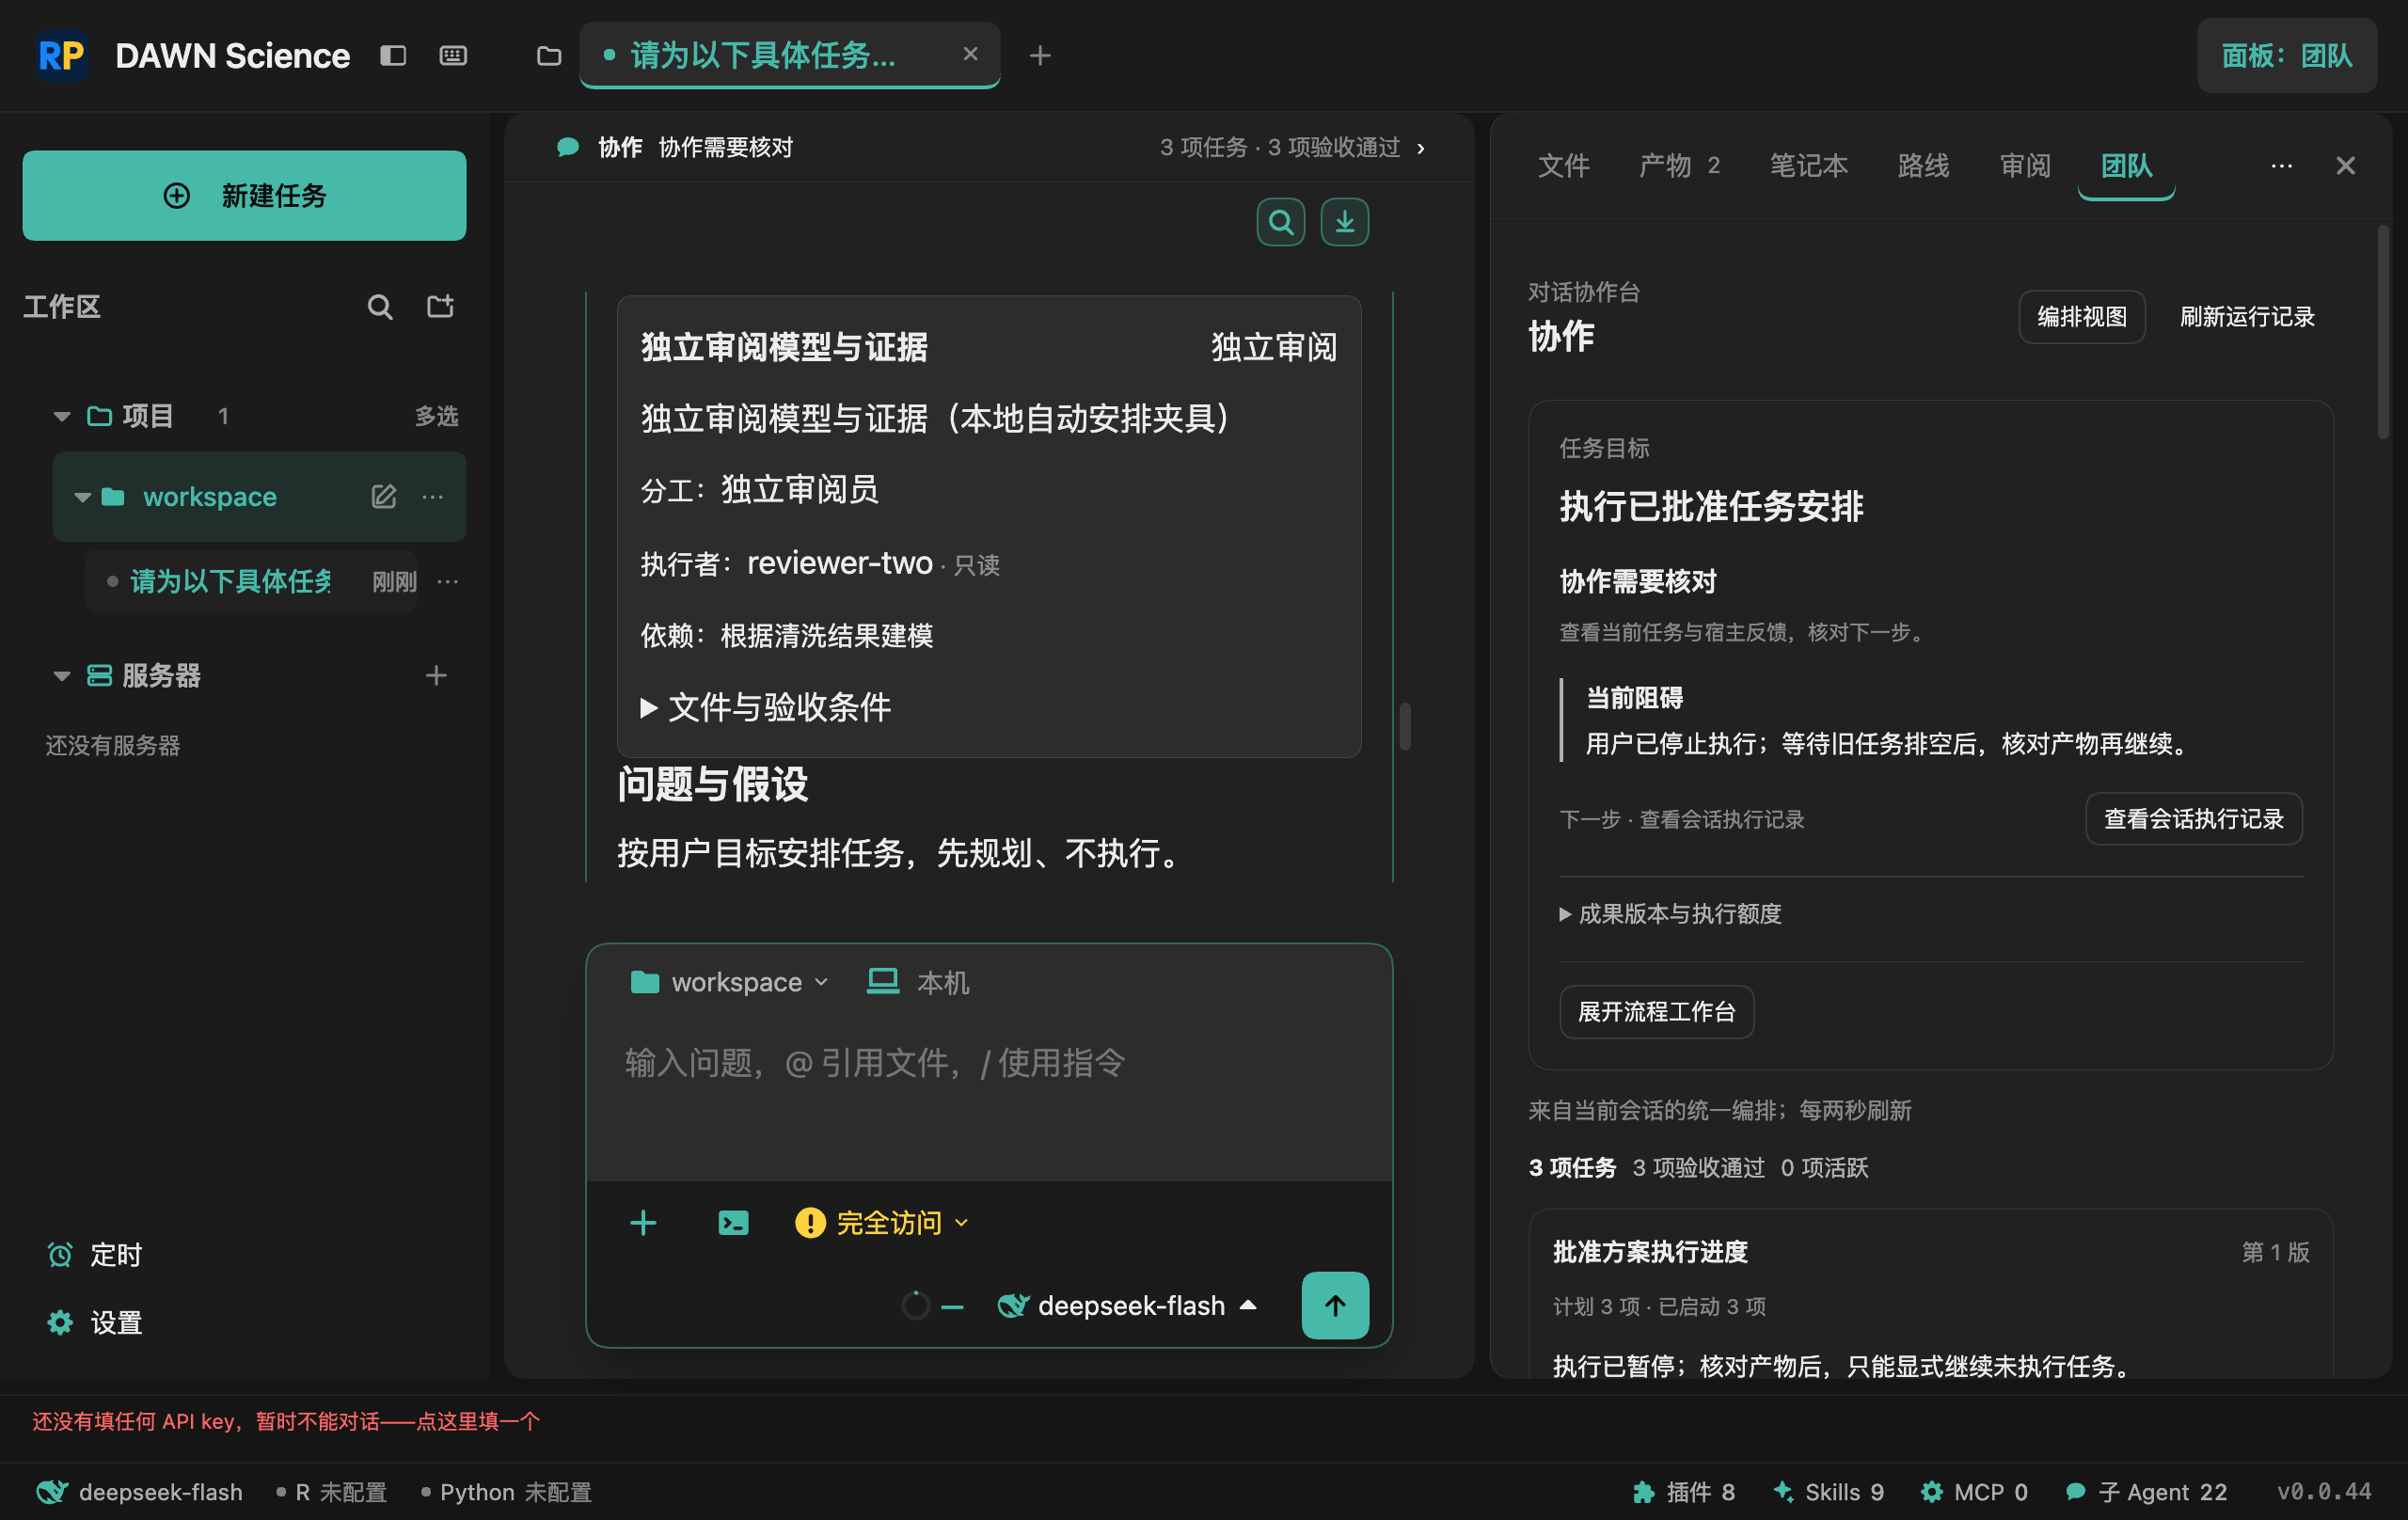 RP DAWN Science
请为以下具体任务...
面板：团队
新建任务
工作区
项目 1 多选
workspace
请为以下具体任务 刚刚
服务器
还没有服务器
定时
设置
协作 协作需要核对 3 项任务 · 3 项验收通过 ›
独立审阅模型与证据 独立审阅
独立审阅模型与证据（本地自动安排夹具）
分工：独立审阅员
执行者：reviewer-two · 只读
依赖：根据清洗结果建模
文件与验收条件
问题与假设
按用户目标安排任务，先规划、不执行。
workspace 本机
输入问题，@ 引用文件，/ 使用指令
完全访问
deepseek-flash
文件 产物 2 笔记本 路线 审阅 团队
对话协作台
协作
编排视图 刷新运行记录
任务目标
执行已批准任务安排
协作需要核对
查看当前任务与宿主反馈，核对下一步。
当前阻碍
用户已停止执行；等待旧任务排空后，核对产物再继续。
下一步 · 查看会话执行记录 查看会话执行记录
成果版本与执行额度
展开流程工作台
来自当前会话的统一编排；每两秒刷新
3 项任务 3 项验收通过 0 项活跃
批准方案执行进度 第 1 版
计划 3 项 · 已启动 3 项
执行已暂停；核对产物后，只能显式继续未执行任务。
还没有填任何 API key，暂时不能对话——点这里填一个
deepseek-flash R 未配置 Python 未配置
插件 8 Skills 9 MCP 0 子 Agent 22 v0.0.44